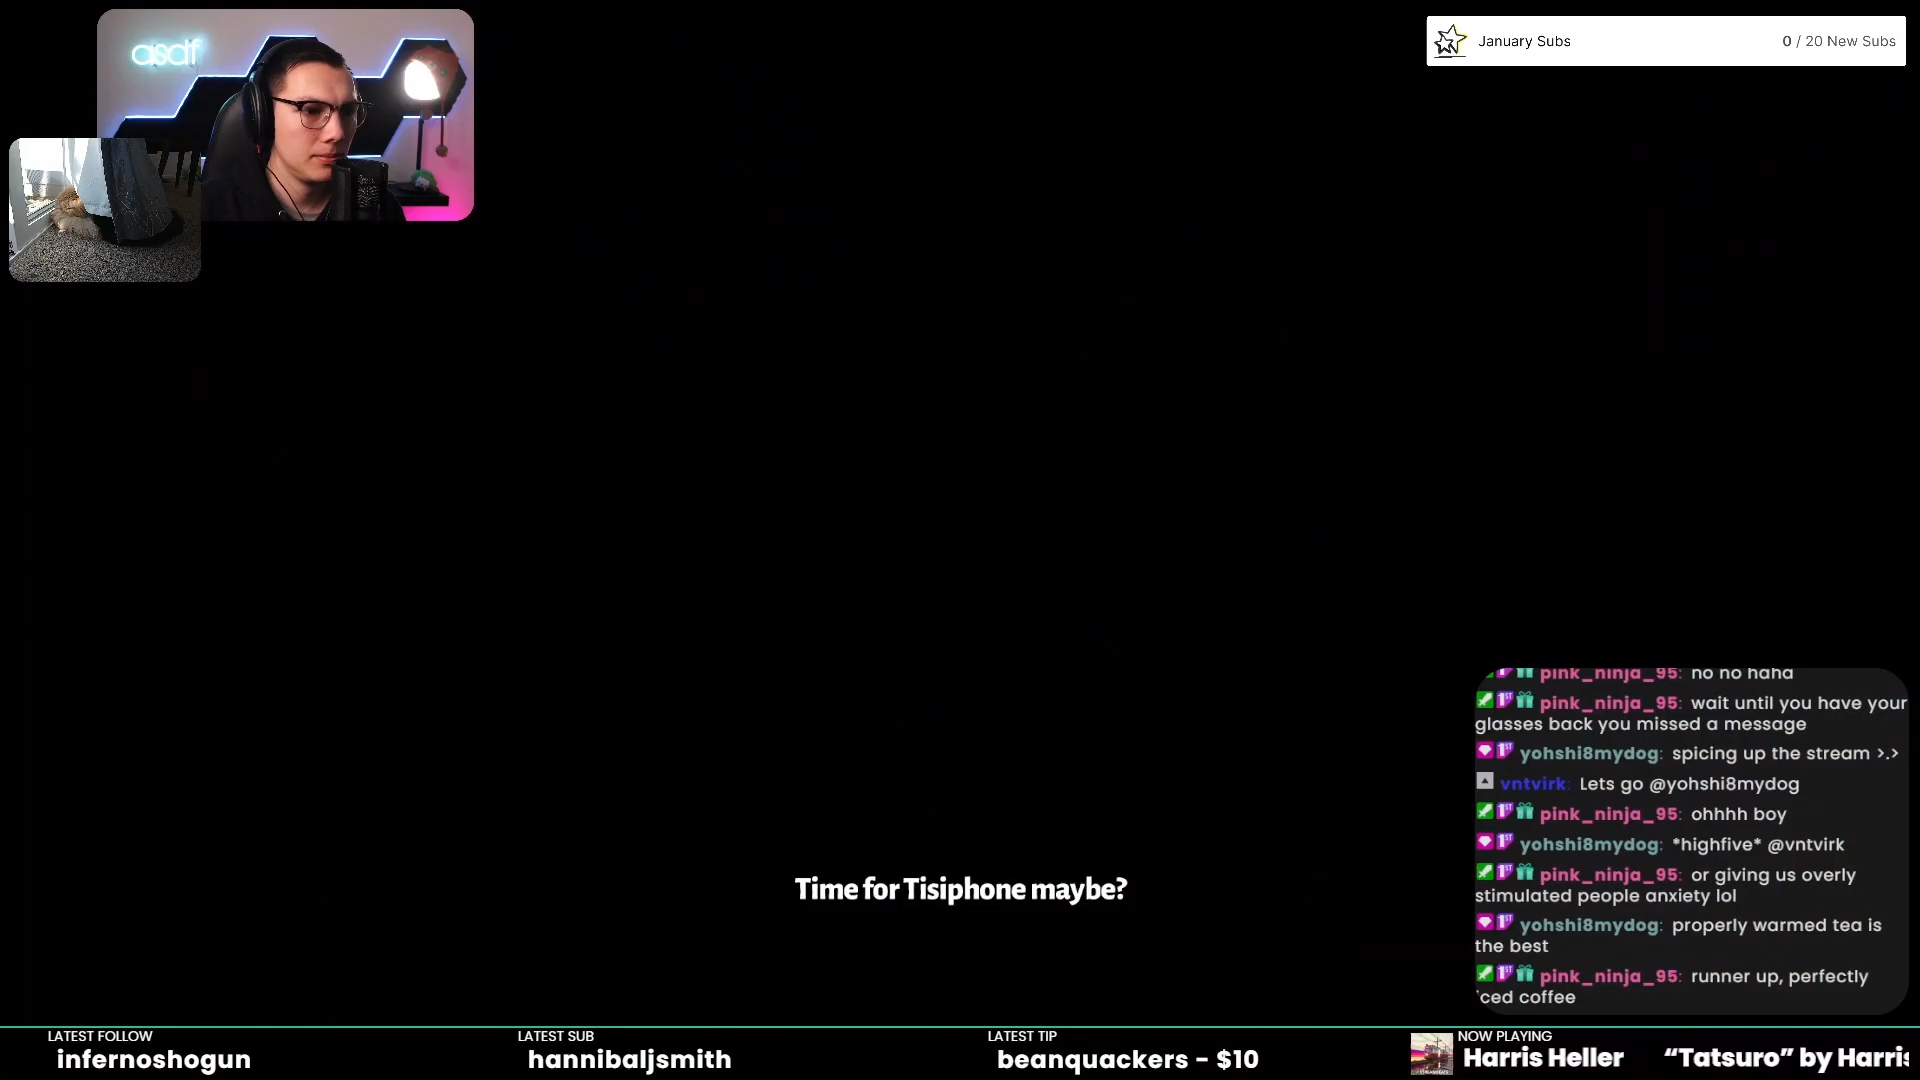 asdf
January Subs
0 / 20 New Subs
Time for Tisiphone maybe?
pink_ninja_95: no no haha
pink_ninja_95: wait until you have your
glasses back you missed a message
yohshi8mydog: spicing up the stream >.>
vntvirk: Lets go @yohshi8mydog
pink_ninja_95: ohhhh boy
yohshi8mydog: *highfive* @vntvirk
pink_ninja_95: or giving us overly
stimulated people anxiety lol
yohshi8mydog: properly warmed tea is
the best
pink_ninja_95: runner up, perfectly
iced coffee
LATEST FOLLOW
infernoshogun
LATEST SUB
hannibaljsmith
LATEST TIP
beanquackers - $10
NOW PLAYING
Harris Heller “Tatsuro” by Harris